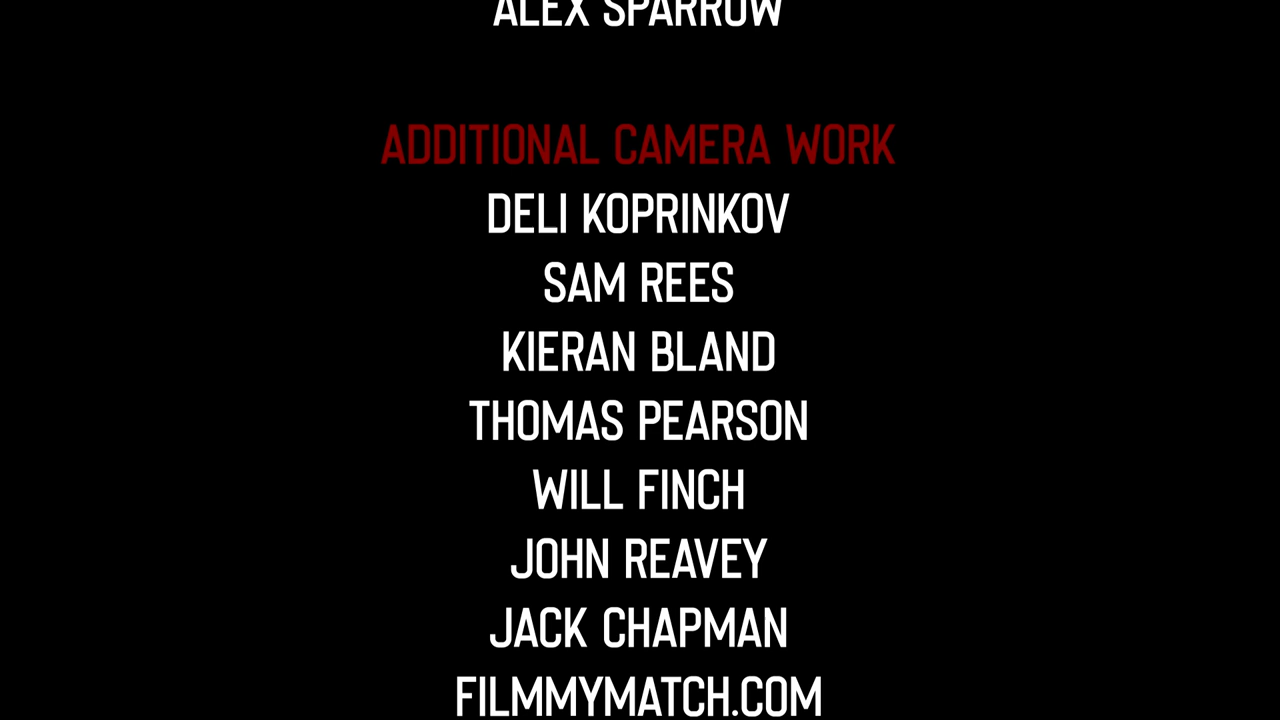 ALEX SPARROW
ADDITIONAL CAMERA WORK
DELI KOPRINKOV
SAM REES
KIERAN BLAND
THOMAS PEARSON
WILL FINCH
JOHN REAVEY
JACK CHAPMAN
FILMMYMATCH.COM